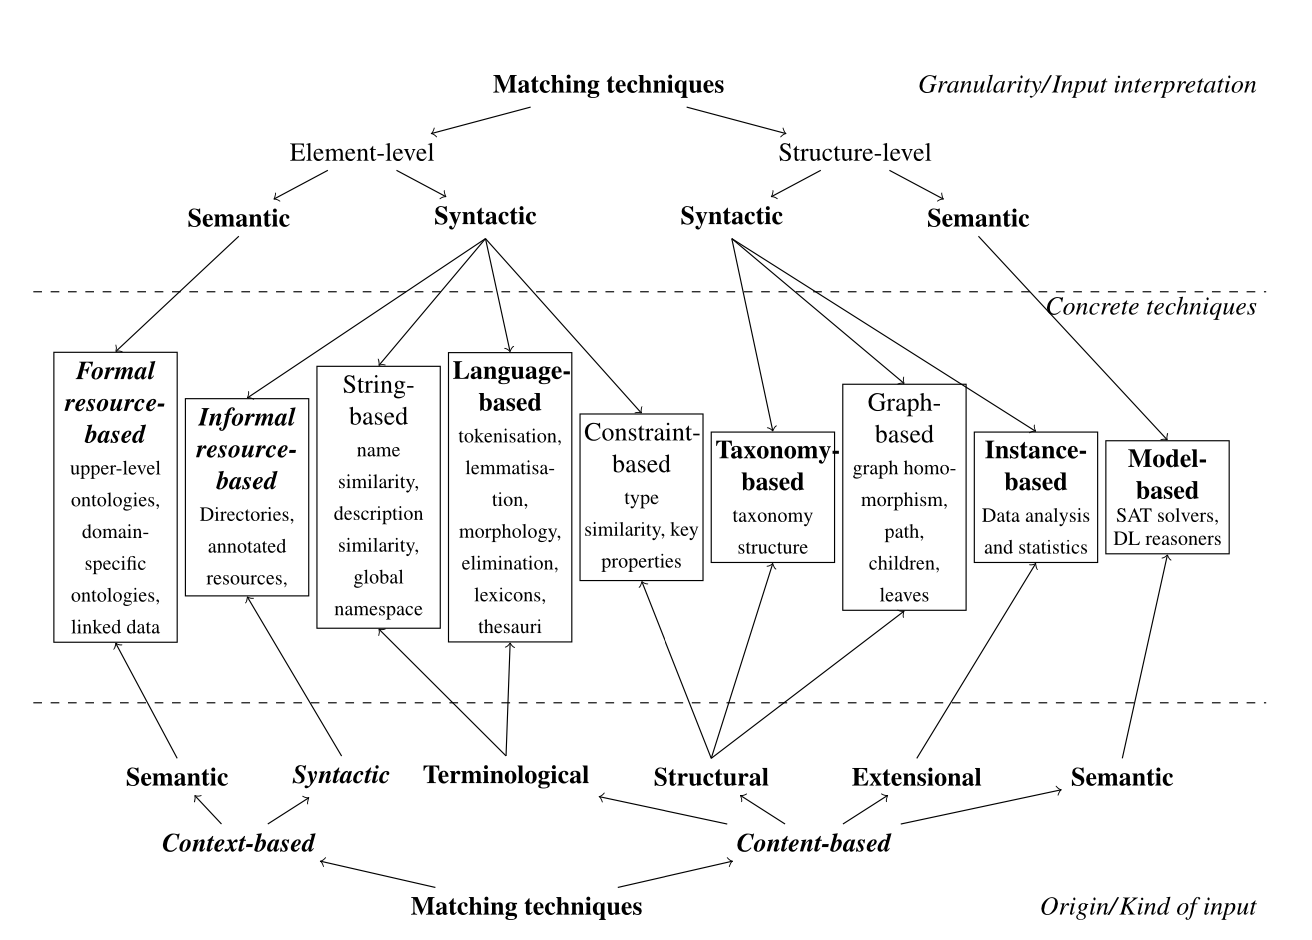 Matching techniques
Granularity/Input interpretation
Element-level
Structure-level
Semantic
Syntactic
Syntactic
Semantic
Concrete techniques
Formal
resource-
based
upper-level
ontologies,
domain-
specific
ontologies,
linked data
Informal
resource-
based
Directories,
annotated
resources,
String-
based
name
similarity,
description
similarity,
global
namespace
Language-
based
tokenisation,
lemmatisa-
tion,
morphology,
elimination,
lexicons,
thesauri
Constraint-
based
type
similarity, key
properties
Taxonomy-
based
taxonomy
structure
Graph-
based
graph homo-
morphism,
path,
children,
leaves
Instance-
based
Data analysis
and statistics
Model-
based
SAT solvers,
DL reasoners
Semantic
Syntactic
Terminological
Structural
Extensional
Semantic
Context-based
Content-based
Matching techniques
Origin/Kind of input